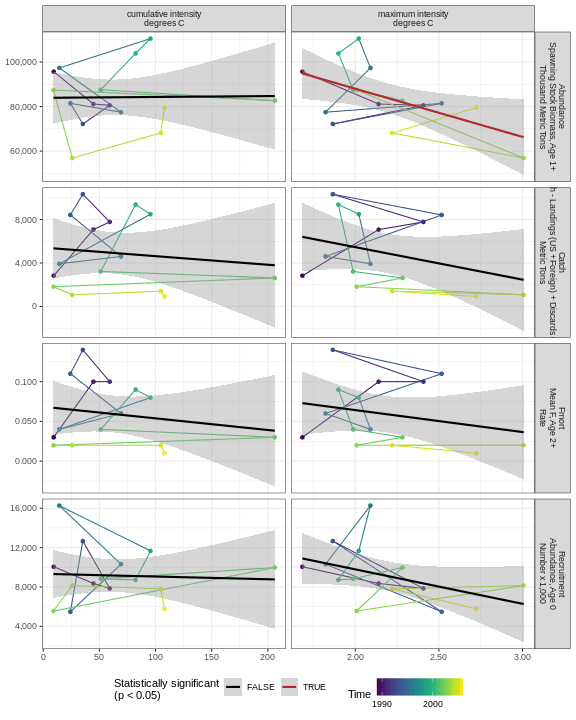 cumulative intensity
degrees C
maximum intensity
degrees C
100,000
80,000
60,000
Abundance
Spawning Stock Biomass, Age 1+
Thousand Metric Tons
8,000
4,000
0
Catch
h - Landings (US +Foreign) + Discards
Metric Tons
0.100
0.050
0.000
Fmort
Mean F, Age 2+
Rate
16,000
12,000
8,000
4,000
Recruitment
Abundance, Age 0
Number x 1,000
0 50 100 150 200
2.00 2.50 3.00
Statistically significant
(p < 0.05)
FALSE TRUE
Time
1990 2000